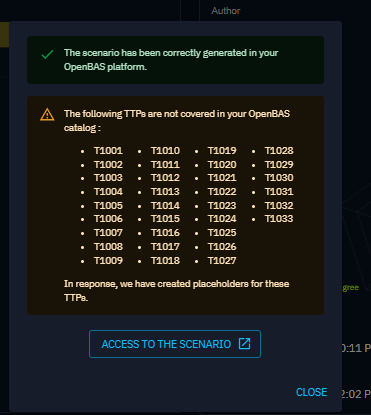 Author
The scenario has been correctly generated in your
OpenBAS platform.
The following TTPs are not covered in your OpenBAS
catalog :
• T1001
• T1002
• T1003
• T1004
• T1005
• T1006
• T1007
• T1008
• T1009
• T1010
• T1011
• T1012
• T1013
• T1014
• T1015
• T1016
• T1017
• T1018
• T1019
• T1020
• T1021
• T1022
• T1023
• T1024
• T1025
• T1026
• T1027
• T1028
• T1029
• T1030
• T1031
• T1032
• T1033
In response, we have created placeholders for these
TTPs.
gree
ACCESS TO THE SCENARIO
0:11 P
CLOSE
2:02 P